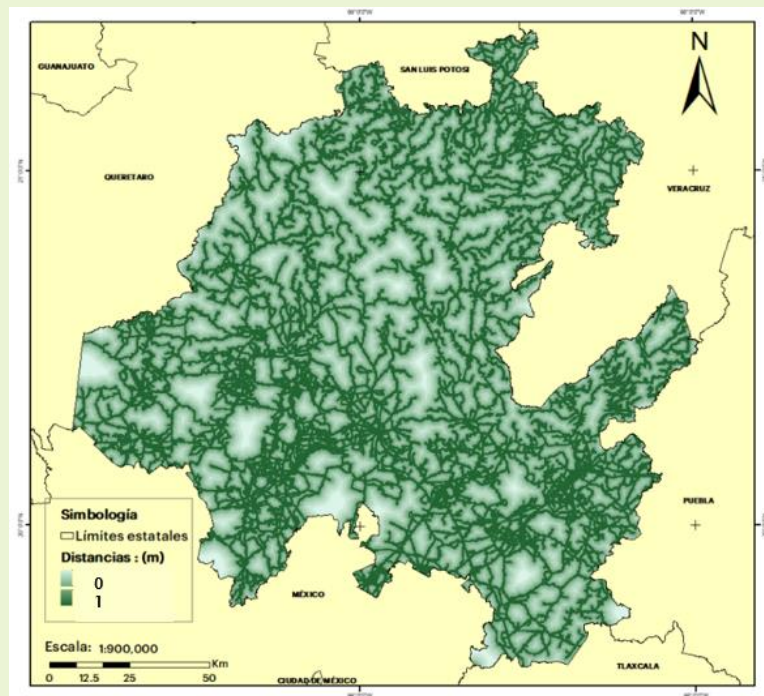 GUANAJUATO
SAN LUIS POTOSI
N
QUERETARO
VERACRUZ
PUEBLA
MÉXICO
TLAXCALA
CIUDAD DE MÉXICO
Simbología
Límites estatales
Distancias : (m)
0
1
Escala: 1:900,000
Km
0 12.5 25 50